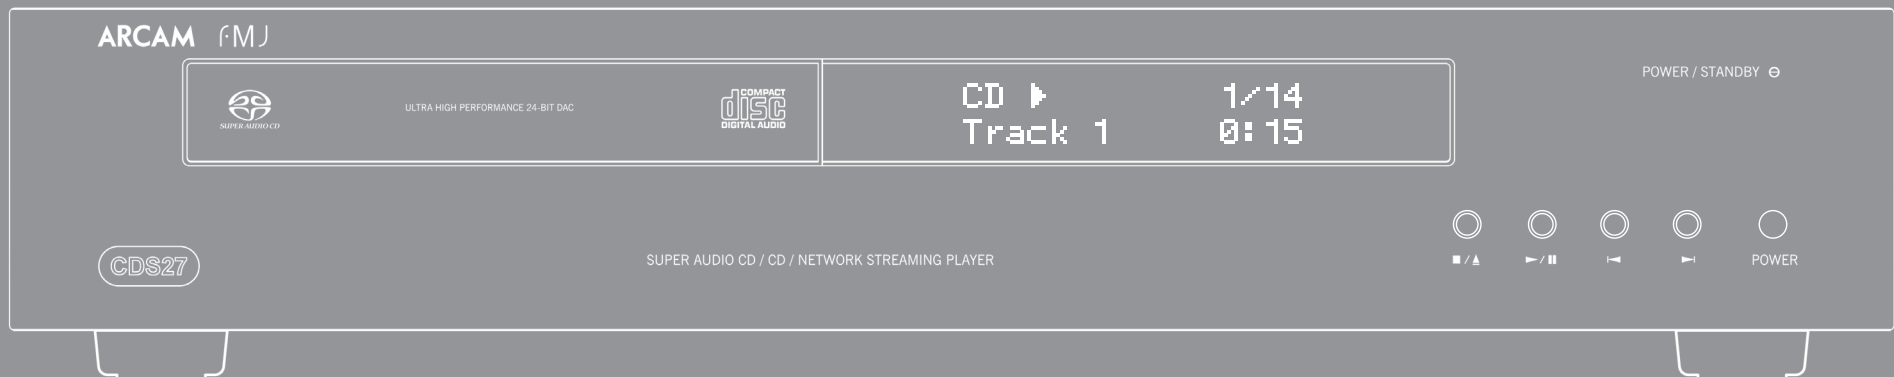 ARCAM fMJ
POWER / STANDBY
SUPER AUDIO CD
ULTRA HIGH PERFORMANCE 24-BIT DAC
COMPACT
disc
DIGITAL AUDIO
CD 1/14
Track 1 0:15
CDS27
SUPER AUDIO CD / CD / NETWORK STREAMING PLAYER
POWER